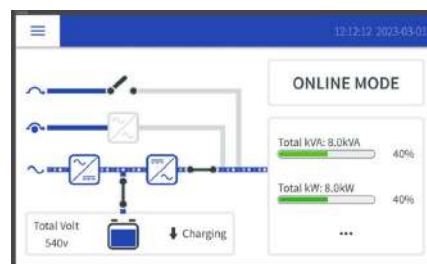 12:12:12 2023-03-01
ONLINE MODE
Total kVA: 8.0kVA
40%
Total kW: 8.0kW
40%
...
Total Volt
540v
Charging